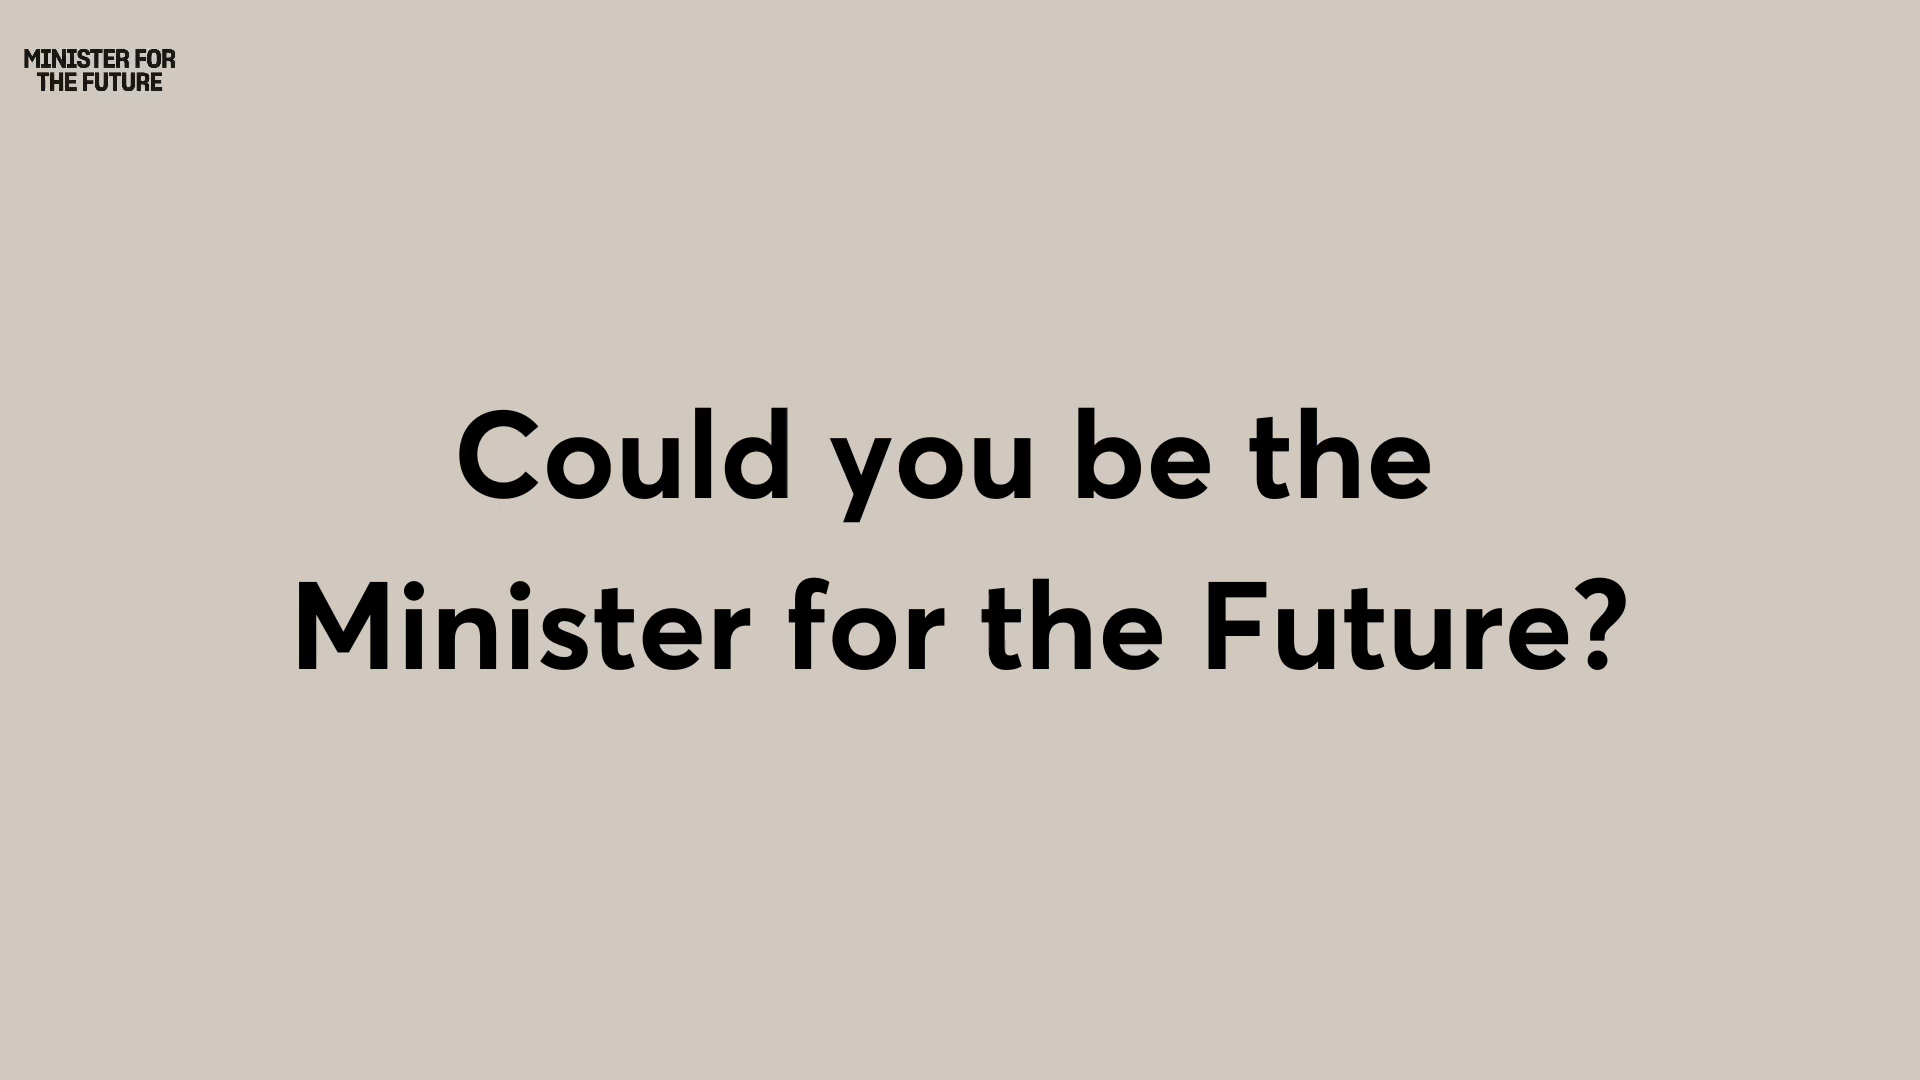 MINISTER FOR
THE FUTURE
Could you be the
Minister for the Future?